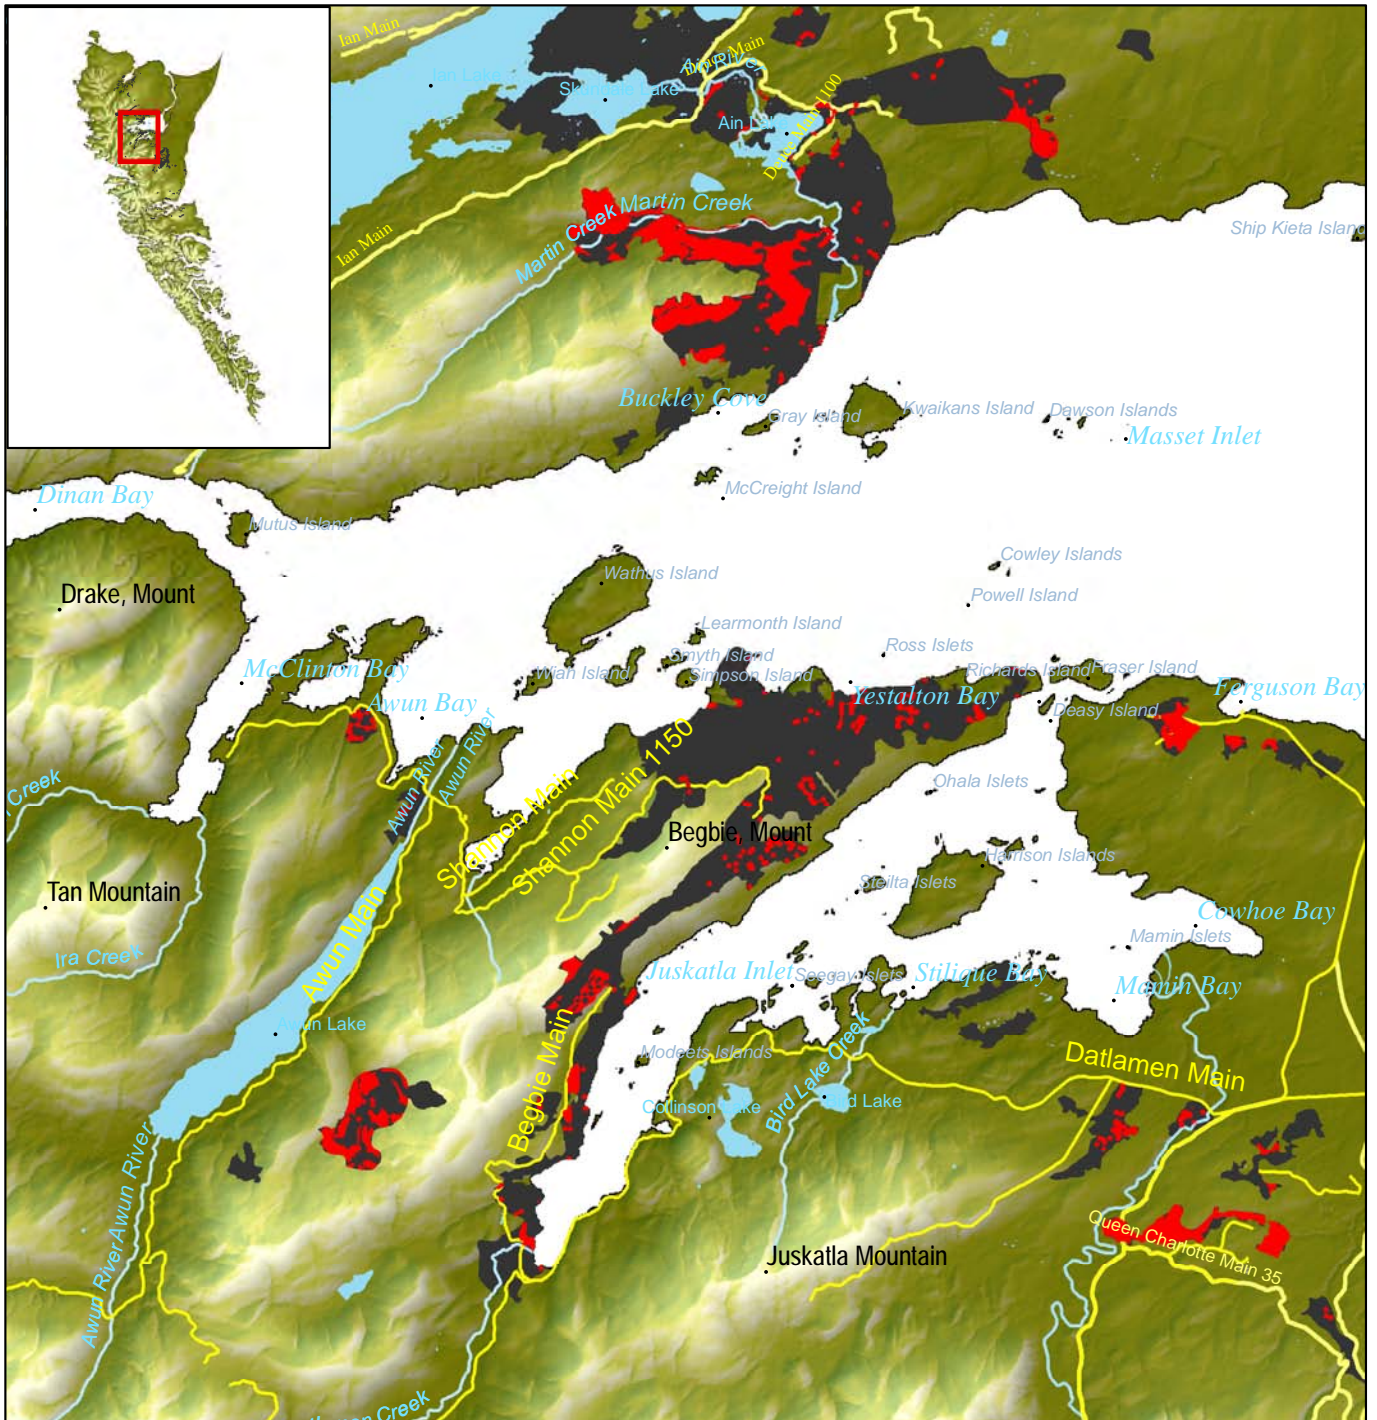 Ian Main
Ain River
Main
Ian Lake
Skundale Lake
Ain Lake
Main 1100
Martin Creek
Martin Creek
Ian Main
Ship Kieta Island
Buckley Cove
Gray Island
Kwaikans Island
Dawson Islands
Masset Inlet
McCreight Island
Dinan Bay
Mutus Island
Cowley Islands
Wathus Island
Drake, Mount
Powell Island
Learmonth Island
Ross Islets
Smyth Island
McClinton Bay
Wian Island
Simpson Island
Richards Island
Fraser Island
Awun Bay
Yestalton Bay
Ferguson Bay
Deasy Island
Awun River
Awun River
Shannon Main
Shannon Main 1150
Ohala Islets
Creek
Begbie, Mount
Harrison Islands
Tan Mountain
Steilta Islets
Cowhoe Bay
Awun Main
Mamin Islets
Ira Creek
Juskatla Inlet
Seegay Islets
Stilique Bay
Mamin Bay
Awun Lake
Modeets Islands
Begbie Main
Datlamen Main
Collinson Lake
Bird Lake Creek
Bird Lake
Awun River
Awun River
Queen Charlotte Main 35
Juskatla Mountain
Creek